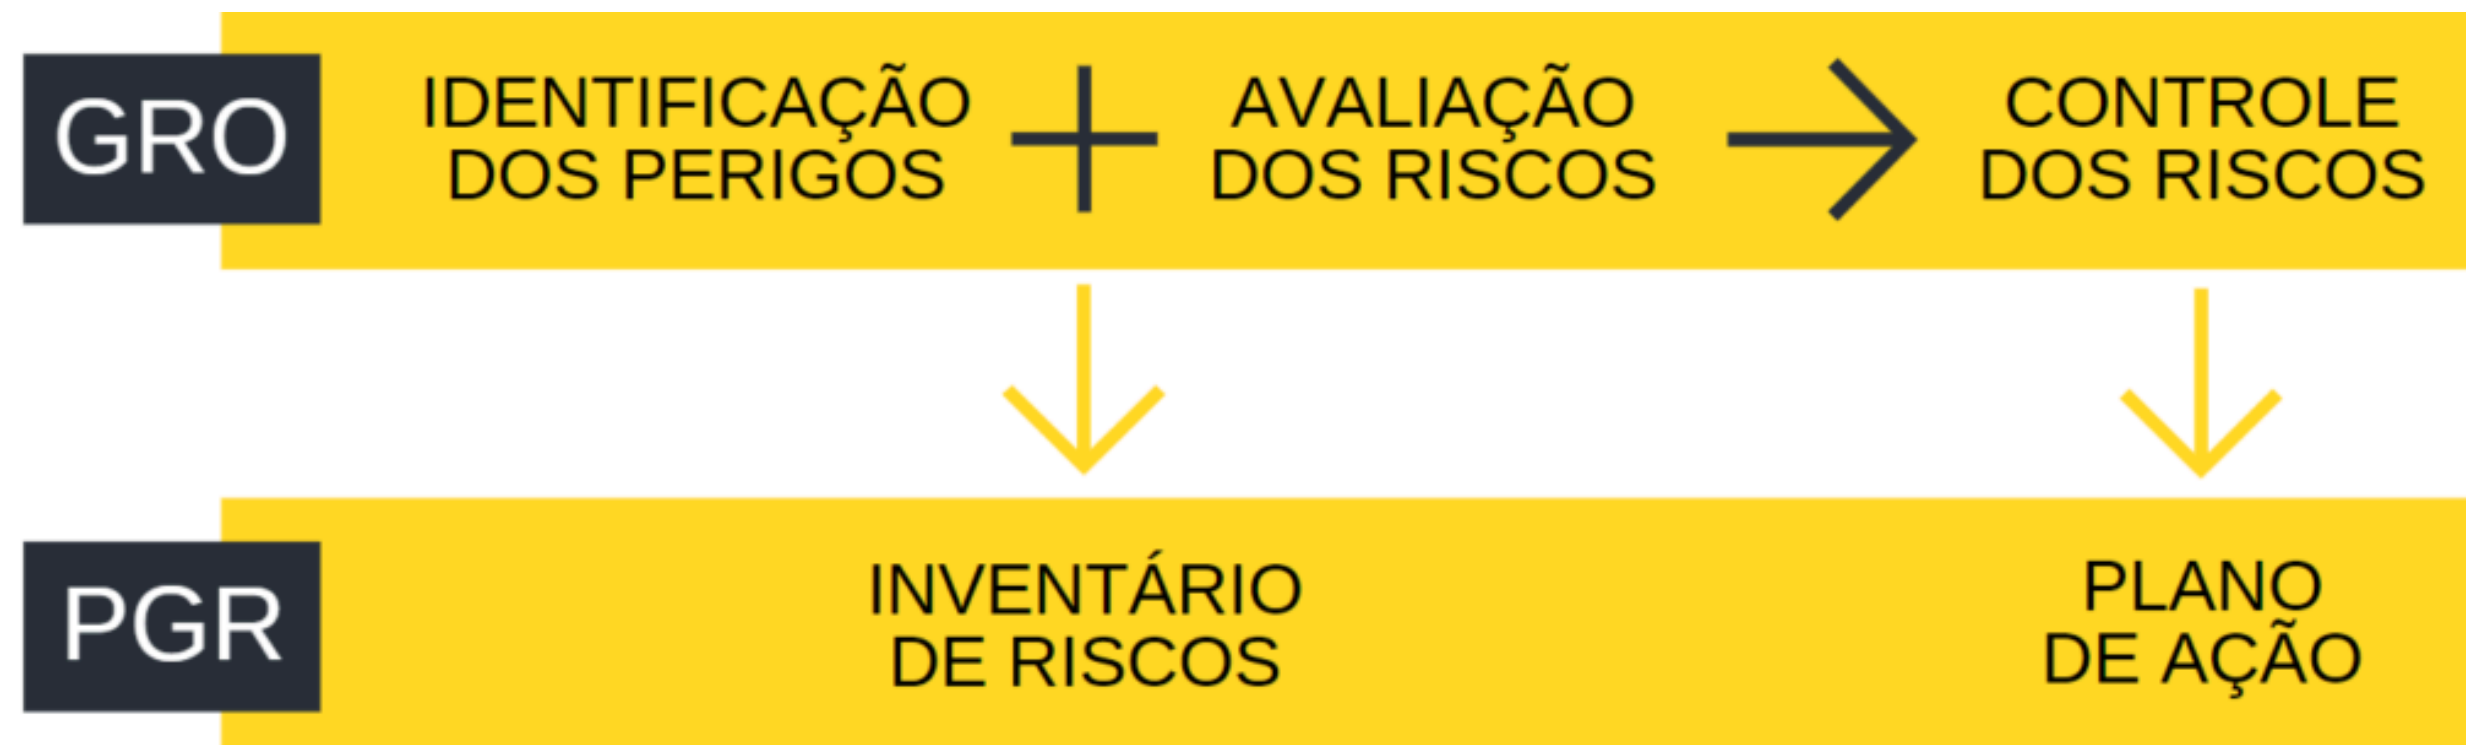 GRO
IDENTIFICAÇÃO
DOS PERIGOS
AVALIAÇÃO
DOS RISCOS
CONTROLE
DOS RISCOS
PGR
INVENTÁRIO
DE RISCOS
PLANO
DE AÇÃO